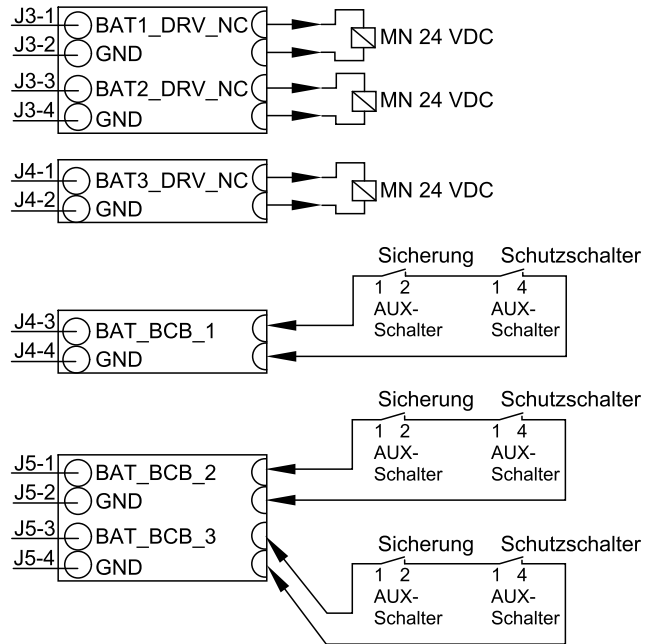 J3-1 BAT1_DRV_NC
J3-2 GND
MN 24 VDC
J3-3 BAT2_DRV_NC
J3-4 GND
MN 24 VDC
J4-1 BAT3_DRV_NC
J4-2 GND
MN 24 VDC
Sicherung Schutzschalter
1 2 1 4
AUX- AUX-
Schalter Schalter
J4-3 BAT_BCB_1
J4-4 GND
Sicherung Schutzschalter
1 2 1 4
AUX- AUX-
Schalter Schalter
J5-1 BAT_BCB_2
J5-2 GND
J5-3 BAT_BCB_3
J5-4 GND
Sicherung Schutzschalter
1 2 1 4
AUX- AUX-
Schalter Schalter